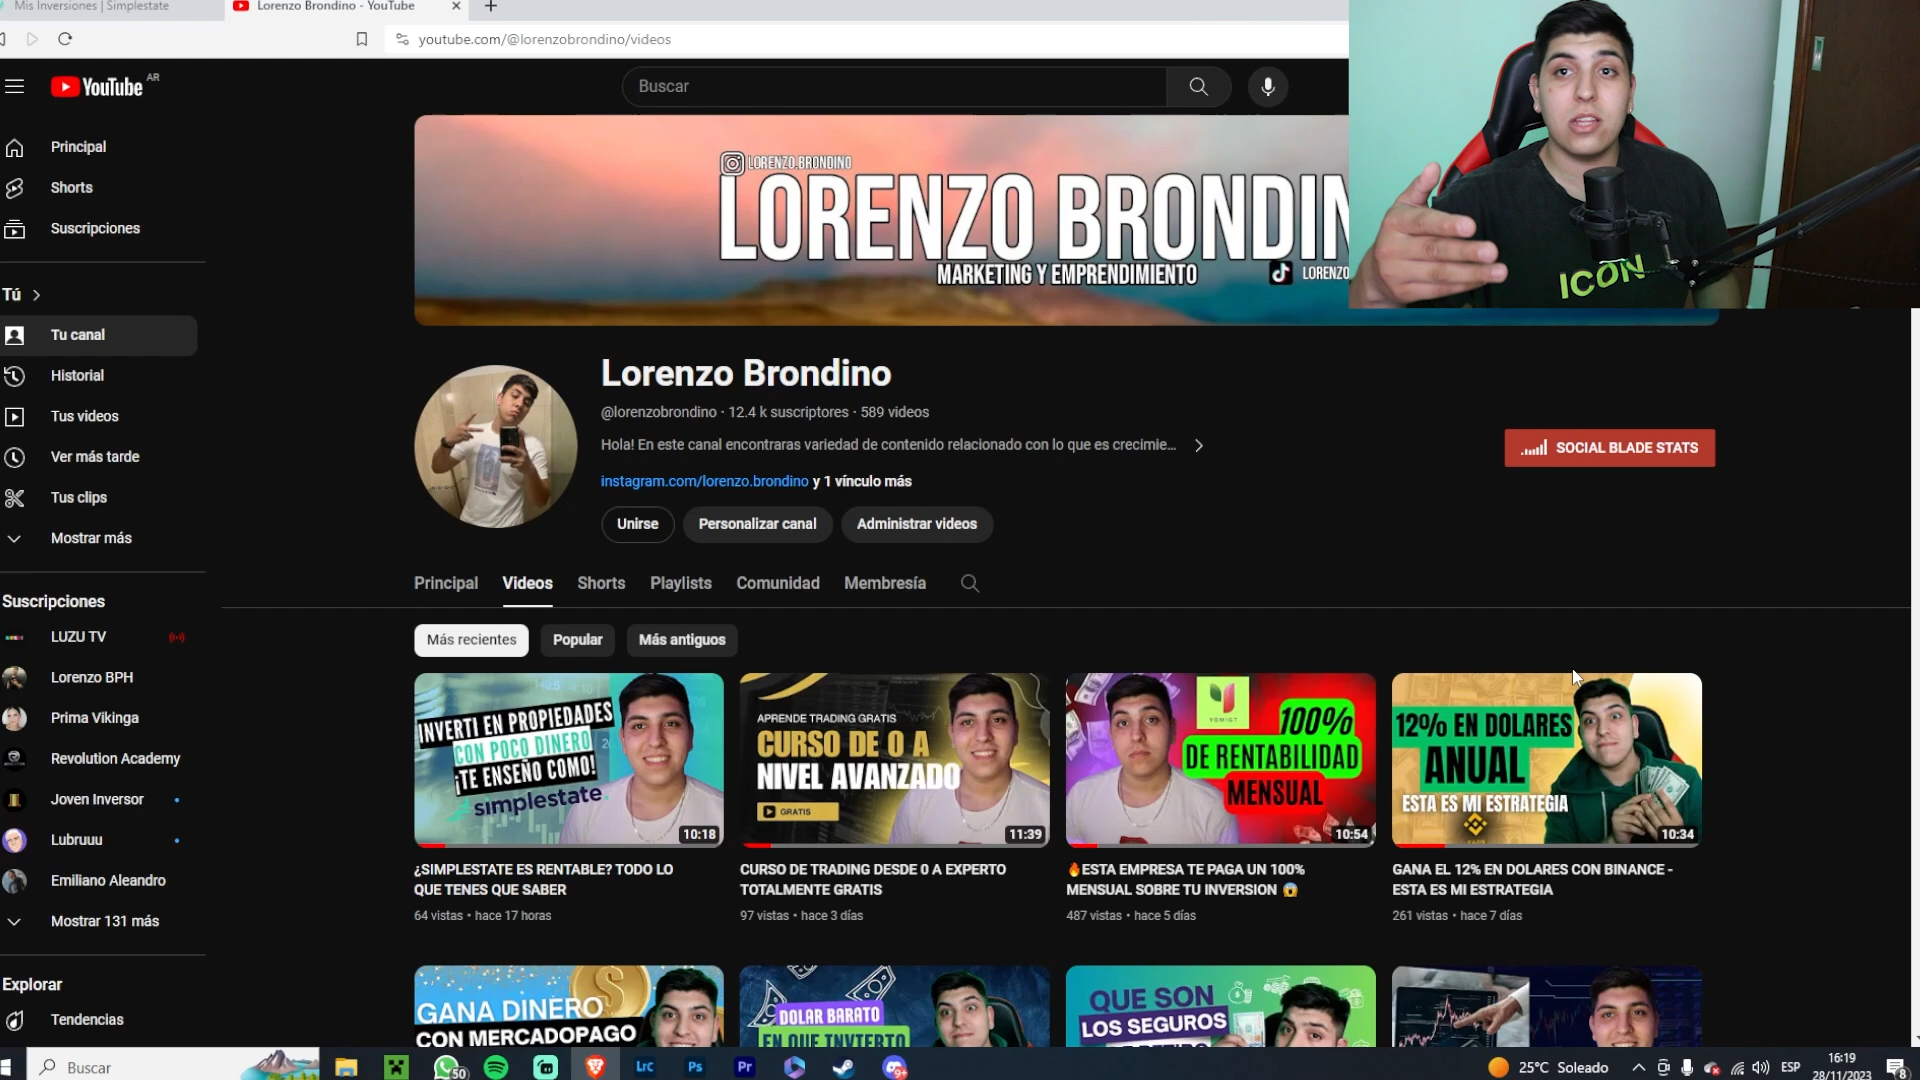 Mis Inversiones | Simplestate
Lorenzo Brondino - YouTube
youtube.com/@lorenzobrondino/videos
YouTube AR
Buscar
Principal
Shorts
Suscripciones
Tú
Tu canal
Historial
Tus videos
Ver más tarde
Tus clips
Mostrar más
Suscripciones
LUZU TV
Lorenzo BPH
Prima Vikinga
Revolution Academy
Joven Inversor
Lubruuu
Emiliano Aleandro
Mostrar 131 más
Explorar
Tendencias
LORENZO.BRONDINO
LORENZO BRONDIN
MARKETING Y EMPRENDIMIENTO
LORENZO
ICON
Lorenzo Brondino
@lorenzobrondino · 12.4 k suscriptores · 589 videos
Hola! En este canal encontraras variedad de contenido relacionado con lo que es crecimie...
instagram.com/lorenzo.brondino y 1 vínculo más
SOCIAL BLADE STATS
Unirse
Personalizar canal
Administrar videos
Principal
Videos
Shorts
Playlists
Comunidad
Membresía
Más recientes
Popular
Más antiguos
INVERTI EN PROPIEDADES
CON POCO DINERO
¡TE ENSEÑO COMO!
simplestate
10:18
¿SIMPLESTATE ES RENTABLE? TODO LO
QUE TENES QUE SABER
64 vistas • hace 17 horas
APRENDE TRADING GRATIS
CURSO DE 0 A
NIVEL AVANZADO
GRATIS
11:39
CURSO DE TRADING DESDE 0 A EXPERTO
TOTALMENTE GRATIS
97 vistas • hace 3 días
YOMIGT
100%
DE RENTABILIDAD
MENSUAL
10:54
🔥ESTA EMPRESA TE PAGA UN 100%
MENSUAL SOBRE TU INVERSION 😱
487 vistas • hace 5 días
12% EN DOLARES
ANUAL
ESTA ES MI ESTRATEGIA
10:34
GANA EL 12% EN DOLARES CON BINANCE -
ESTA ES MI ESTRATEGIA
261 vistas • hace 7 días
GANA DINERO
CON MERCADOPAGO
DOLAR BARATO
EN QUE INVIERTO
QUE SON
LOS SEGUROS
Buscar
50
Lrc
Ps
Pr
9+
25°C Soleado
ESP
16:19
28/11/2023
8